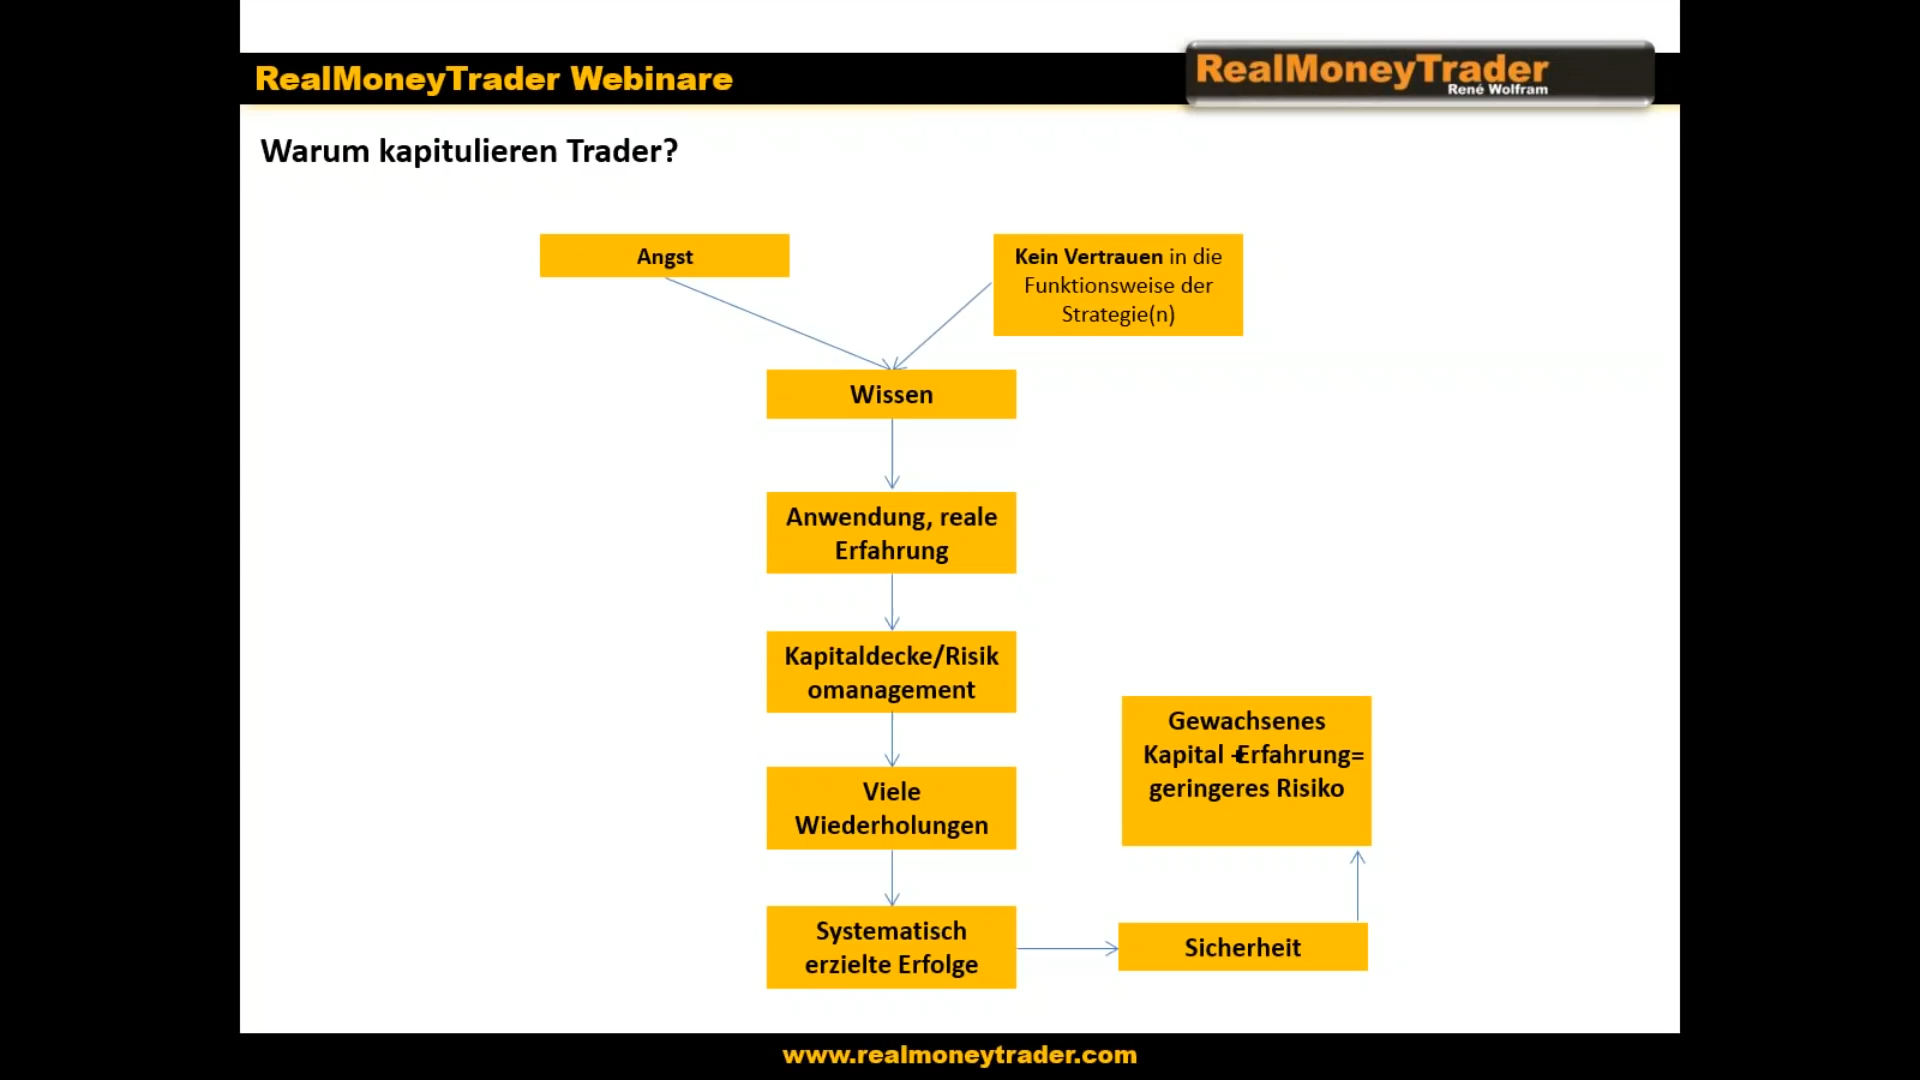 RealMoneyTrader Webinare
RealMoneyTrader
René Wolfram
Warum kapitulieren Trader?
Angst
Kein Vertrauen in die
Funktionsweise der
Strategie(n)
Wissen
Anwendung, reale
Erfahrung
Kapitaldecke/Risik
omanagement
Viele
Wiederholungen
Gewachsenes
Kapital +Erfahrung=
geringeres Risiko
Systematisch
erzielte Erfolge
Sicherheit
www.realmoneytrader.com